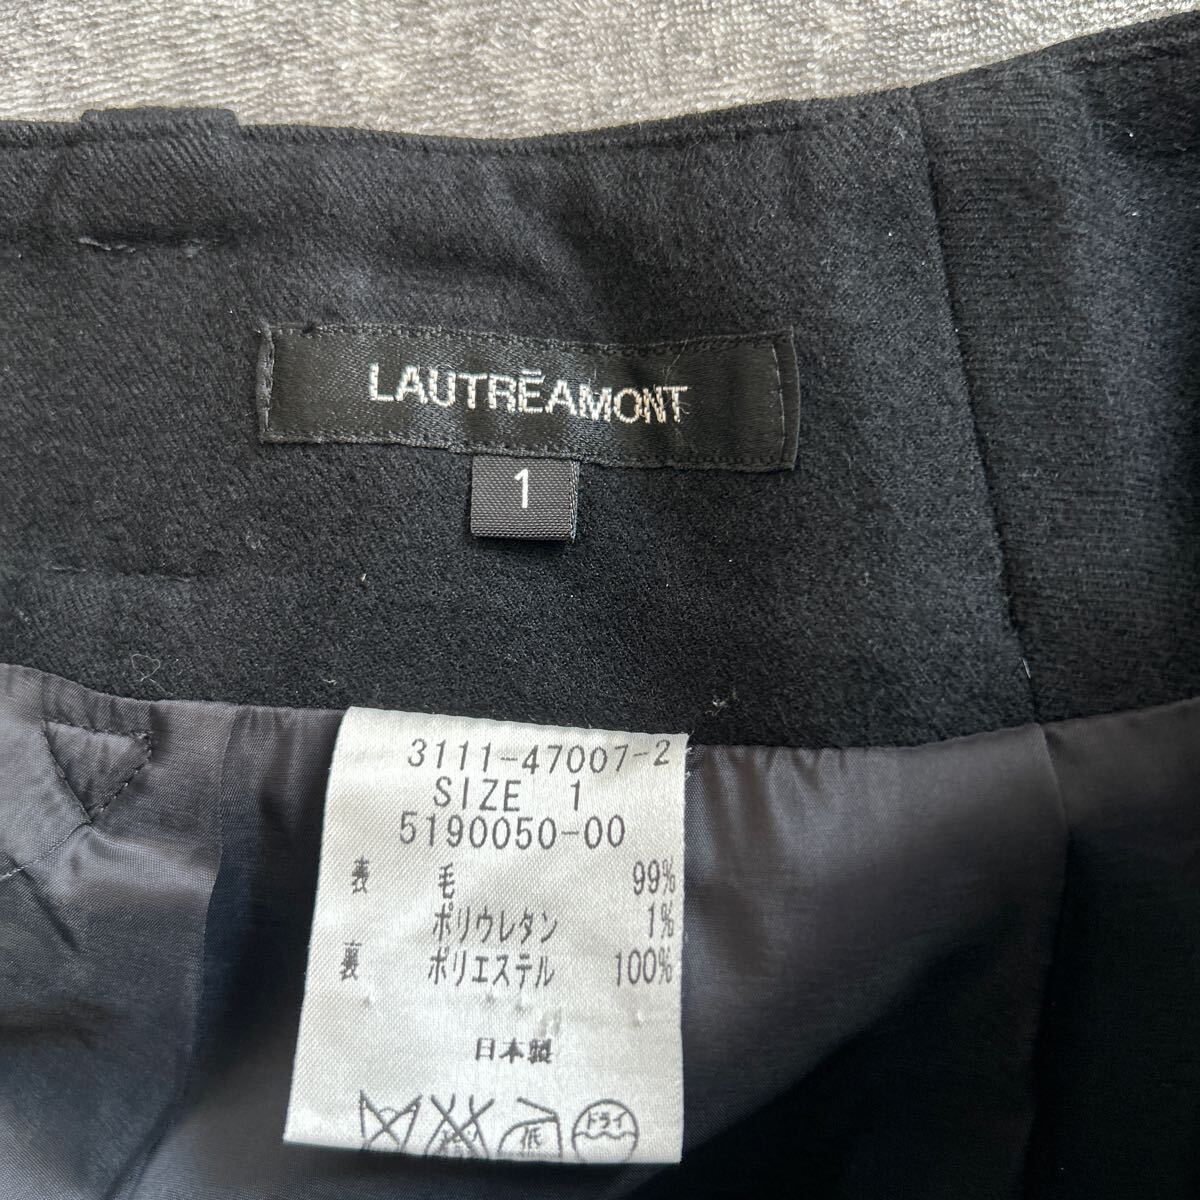 LAUTRĒAMONT
1
3111-47007-2
SIZE 1
5190050-00
表 毛 99%
ポリウレタン 1%
裏 ポリエステル 100%
日本製
低 ドライ